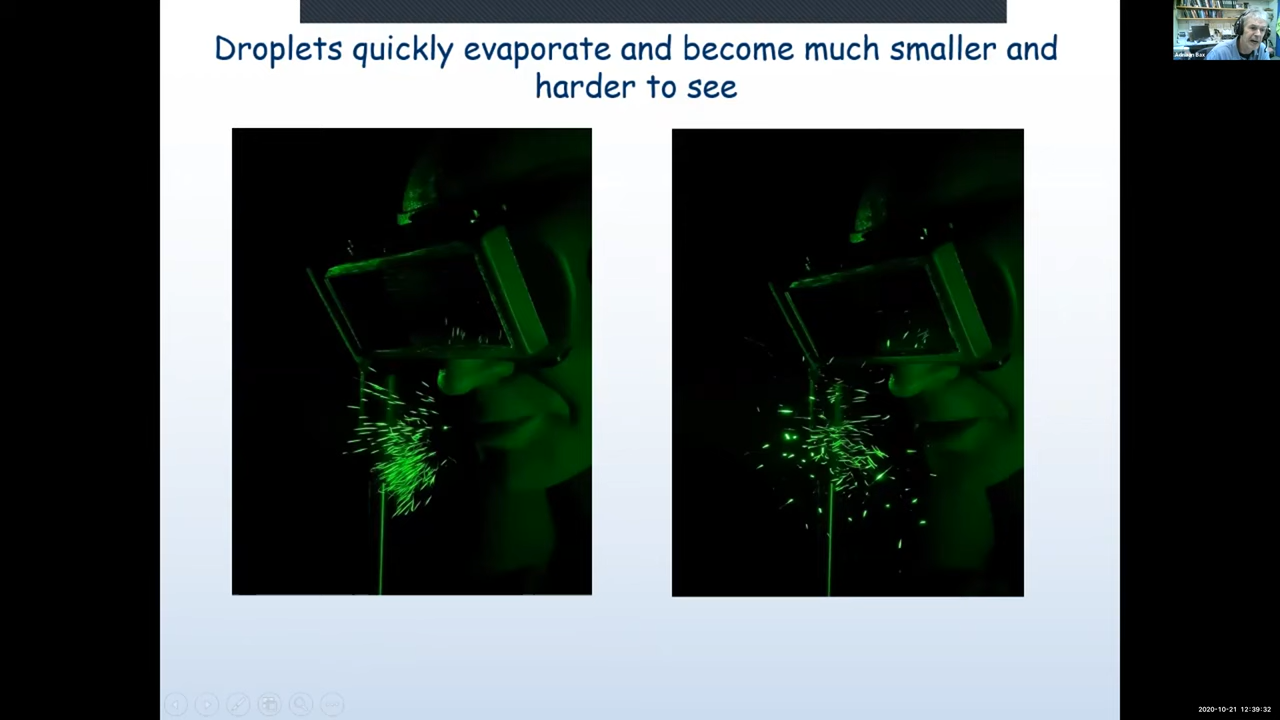 Droplets quickly evaporate and become much smaller and
harder to see
2020-10-21 12:39:32